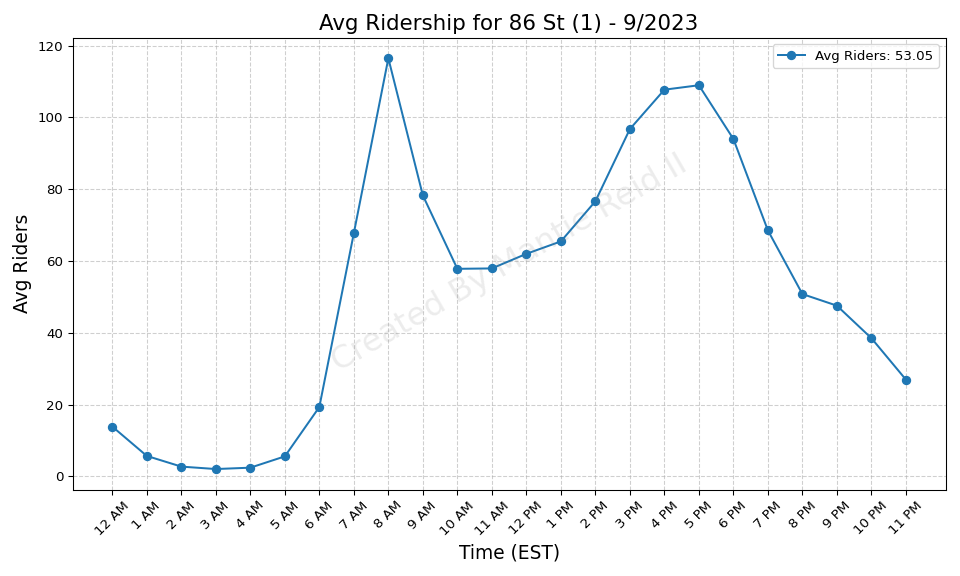 Avg Ridership for 86 St (1) - 9/2023
Avg Riders: 53.05
Avg Riders
120
100
80
60
40
20
0
12 AM
1 AM
2 AM
3 AM
4 AM
5 AM
6 AM
7 AM
8 AM
9 AM
10 AM
11 AM
12 PM
1 PM
2 PM
3 PM
4 PM
5 PM
6 PM
7 PM
8 PM
9 PM
10 PM
11 PM
Time (EST)
Created By Mantie Reid II